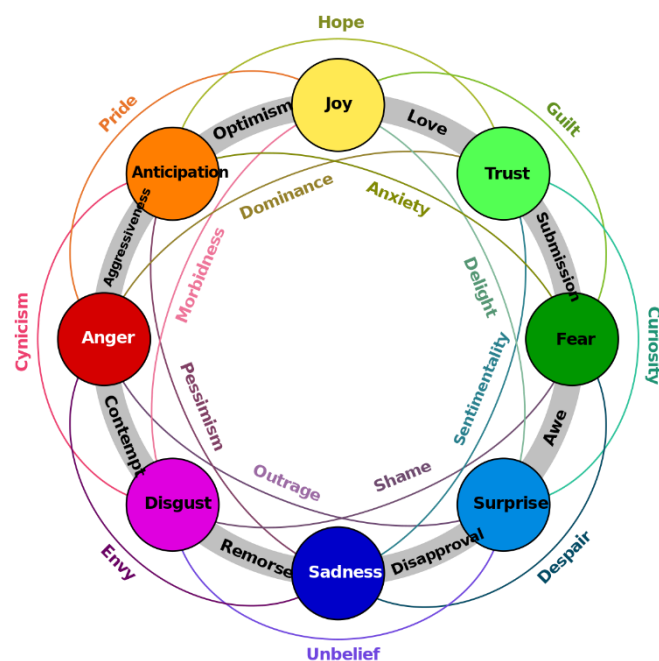 Hope
Pride
Guilt
Joy
Optimism
Love
Anticipation
Trust
Dominance
Anxiety
Aggressiveness
Submission
Morbidness
Delight
Cynicism
Anger
Fear
Curiosity
Pessimism
Sentimentality
Contempt
Awe
Outrage
Shame
Disgust
Surprise
Envy
Remorse
Sadness
Disapproval
Despair
Unbelief